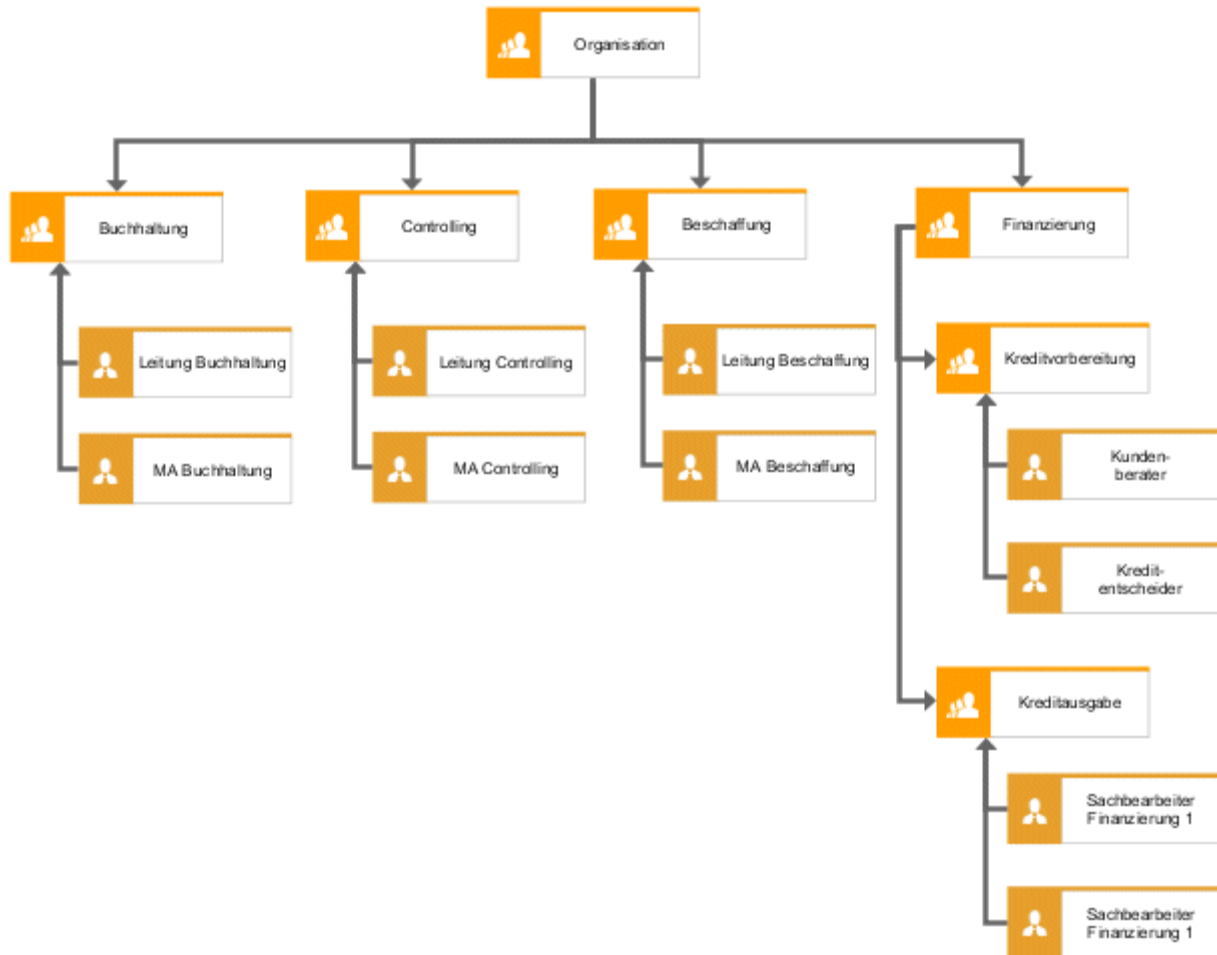 Organisation
Buchhaltung
Controlling
Beschaffung
Finanzierung
Leitung Buchhaltung
Leitung Controlling
Leitung Beschaffung
Kreditvorbereitung
MA Buchhaltung
MA Controlling
MA Beschaffung
Kunden-
berater
Kredit-
entscheider
Kreditausgabe
Sachbearbeiter
Finanzierung 1
Sachbearbeiter
Finanzierung 1